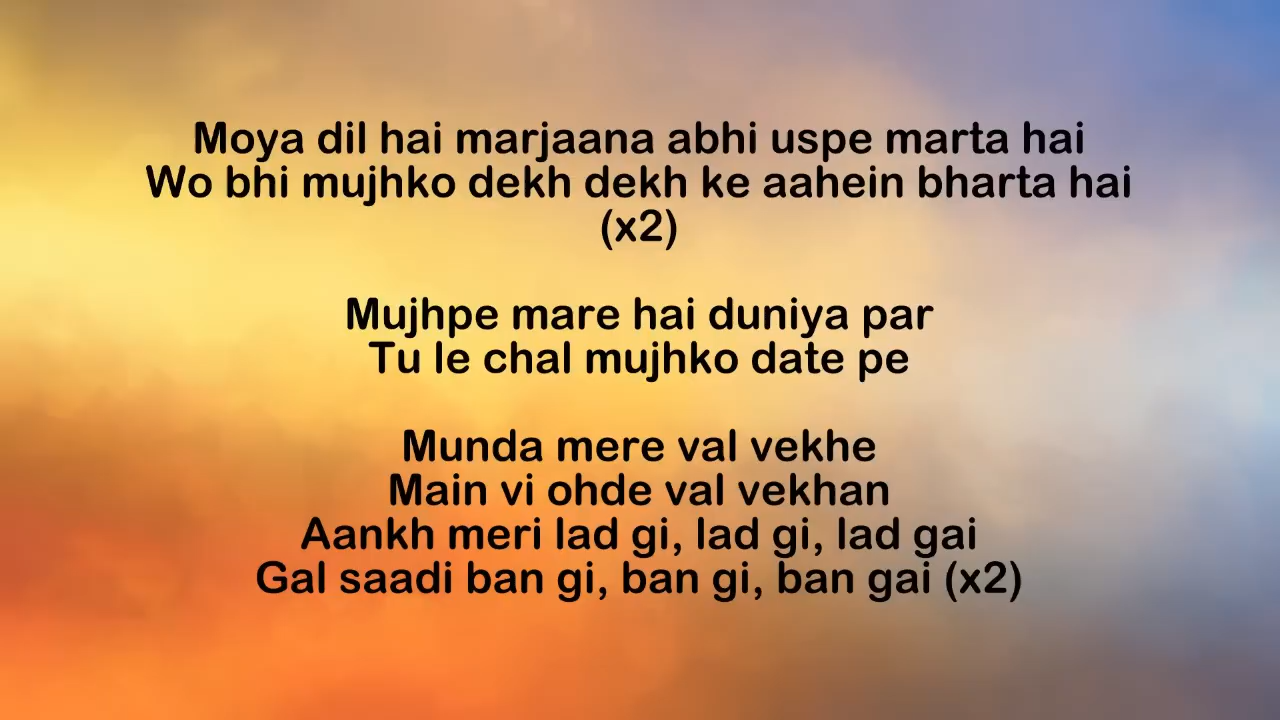 Moya dil hai marjaana abhi uspe marta hai
Wo bhi mujhko dekh dekh ke aahein bharta hai
(x2)
Mujhpe mare hai duniya par
Tu le chal mujhko date pe
Munda mere val vekhe
Main vi ohde val vekhan
Aankh meri lad gi, lad gi, lad gai
Gal saadi ban gi, ban gi, ban gai (x2)